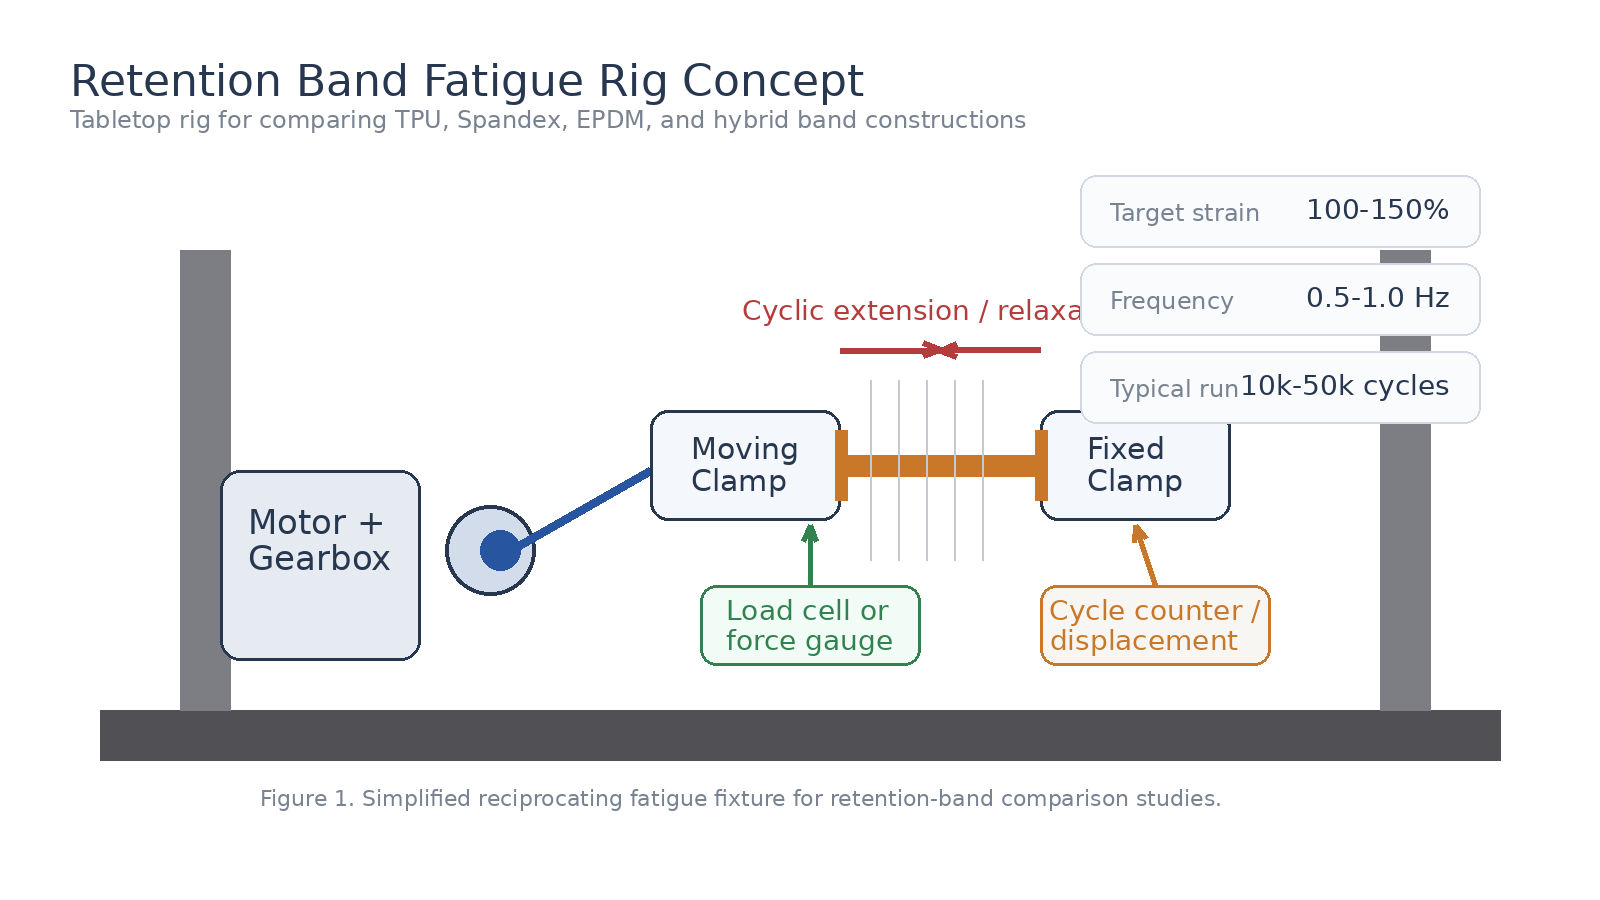 Retention Band Fatigue Rig Concept
Tabletop rig for comparing TPU, Spandex, EPDM, and hybrid band constructions
Target strain 100-150%
Cyclic extension / relaxa
Frequency 0.5-1.0 Hz
Typical run 10k-50k cycles
Moving
Clamp
Fixed
Clamp
Motor +
Gearbox
Load cell or
force gauge
Cycle counter /
displacement
Figure 1. Simplified reciprocating fatigue fixture for retention-band comparison studies.